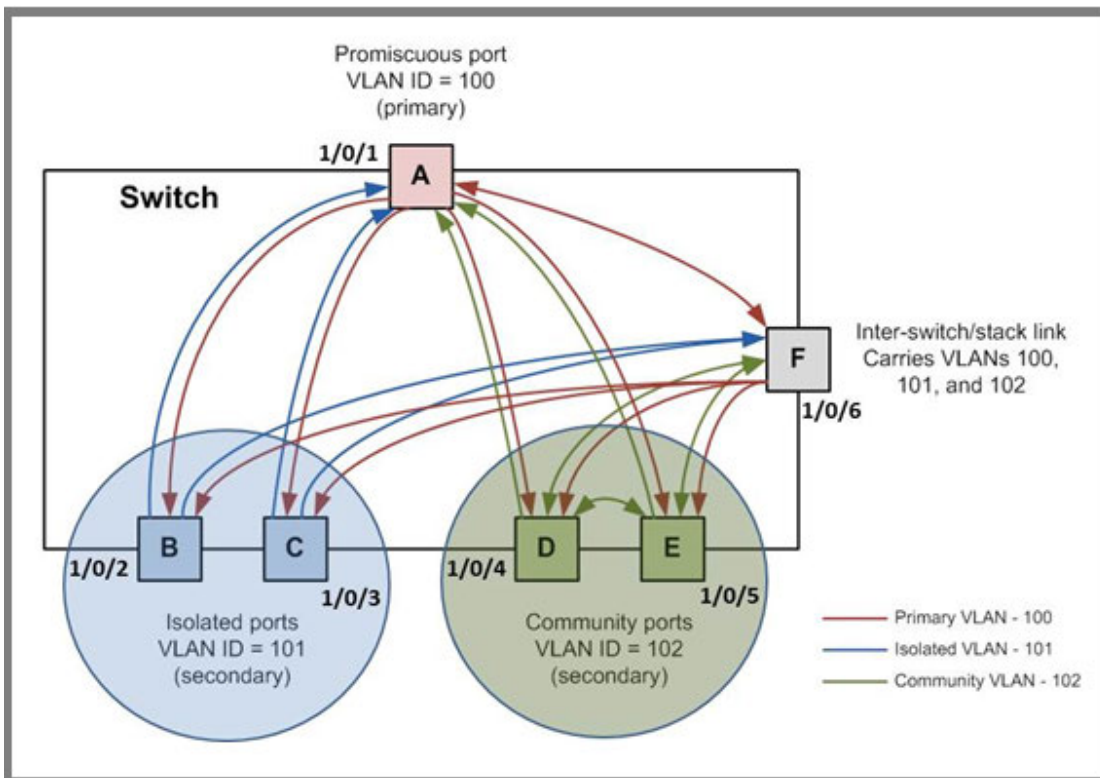 Promiscuous port
VLAN ID = 100
(primary)
1/0/1
A
Switch
F
Inter-switch/stack link
Carries VLANs 100,
101, and 102
1/0/6
B
C
D
E
1/0/2
1/0/3
1/0/4
1/0/5
Isolated ports
VLAN ID = 101
(secondary)
Community ports
VLAN ID = 102
(secondary)
Primary VLAN - 100
Isolated VLAN - 101
Community VLAN - 102